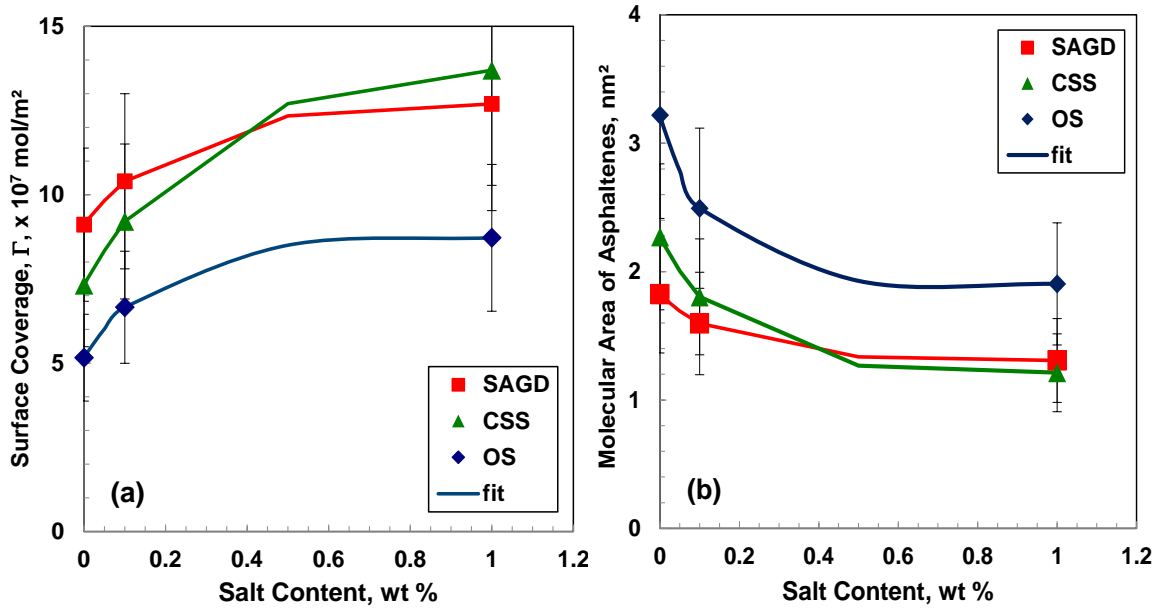 Surface Coverage, Γ, x 10⁷ mol/m²
15
10
5
0
0
0.2
0.4
0.6
0.8
1
1.2
Salt Content, wt %
(a)
SAGD
CSS
OS
fit
Molecular Area of Asphaltenes, nm²
4
3
2
1
0
0
0.2
0.4
0.6
0.8
1
1.2
Salt Content, wt %
(b)
SAGD
CSS
OS
fit